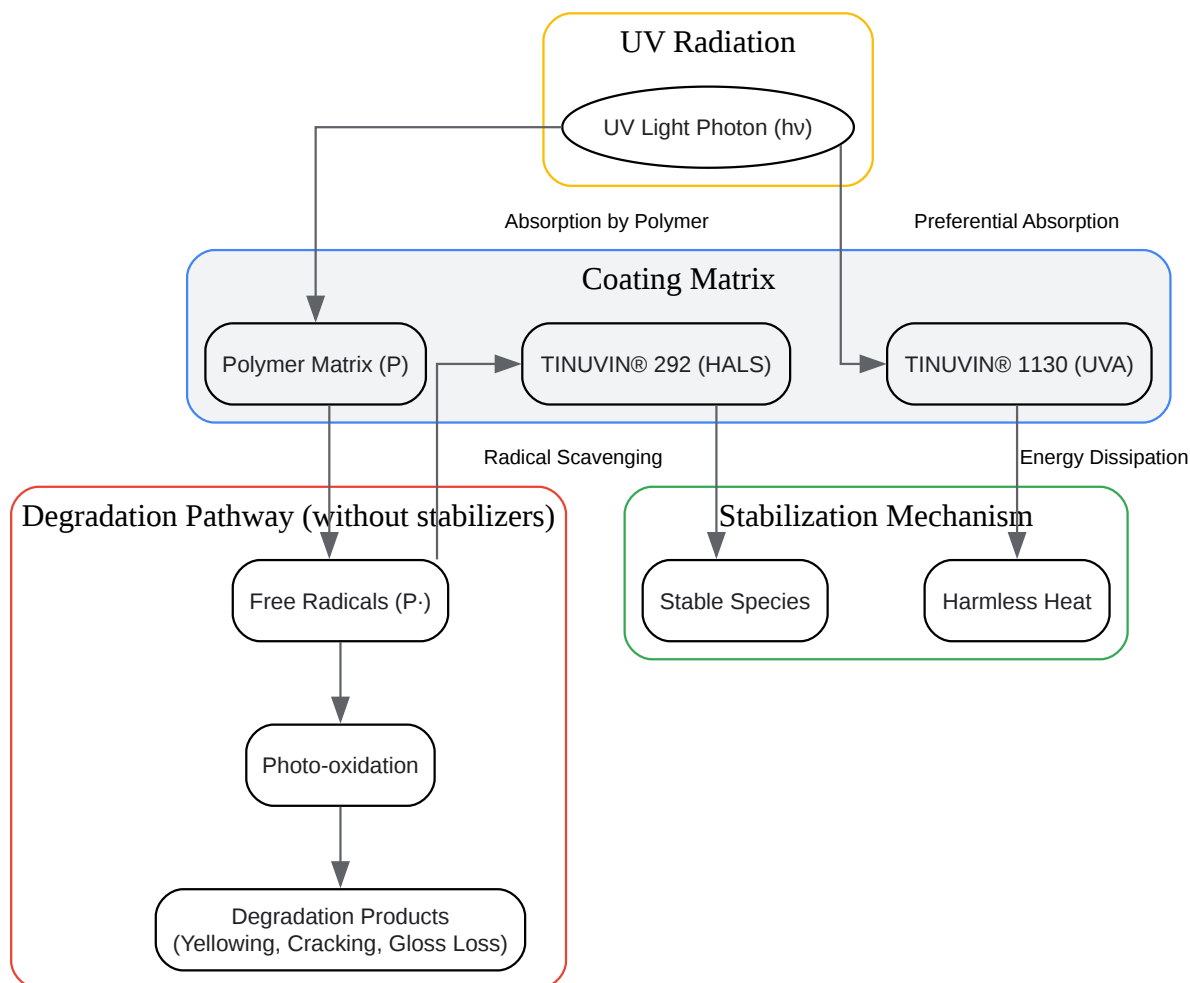 UV Radiation
UV Light Photon (hν)
Absorption by Polymer
Preferential Absorption
Coating Matrix
Polymer Matrix (P)
TINUVIN® 292 (HALS)
TINUVIN® 1130 (UVA)
Radical Scavenging
Energy Dissipation
Degradation Pathway (without stabilizers)
Stabilization Mechanism
Free Radicals (P·)
Stable Species
Harmless Heat
Photo-oxidation
Degradation Products
(Yellowing, Cracking, Gloss Loss)